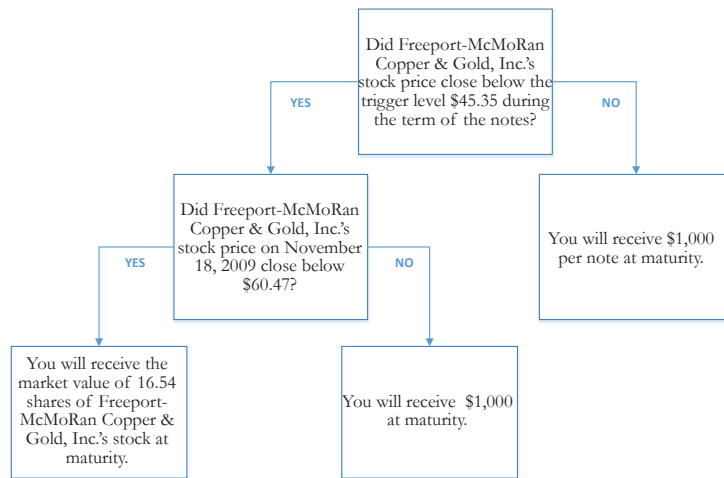 Did Freeport-McMoRan
Copper & Gold, Inc.'s
stock price close below the
trigger level $45.35 during
the term of the notes?
YES
NO
Did Freeport-McMoRan
Copper & Gold, Inc.'s
stock price on November
18, 2009 close below
$60.47?
You will receive $1,000
per note at maturity.
YES
NO
You will receive the
market value of 16.54
shares of Freeport-
McMoRan Copper &
Gold, Inc.'s stock at
maturity.
You will receive $1,000
at maturity.